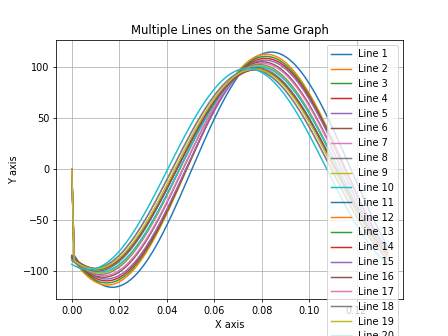 Multiple Lines on the Same Graph
Y axis
100
50
0
−50
−100
0.00
0.02
0.04
0.06
0.08
0.10
X axis
Line 1
Line 2
Line 3
Line 4
Line 5
Line 6
Line 7
Line 8
Line 9
Line 10
Line 11
Line 12
Line 13
Line 14
Line 15
Line 16
Line 17
Line 18
Line 19
Line 20